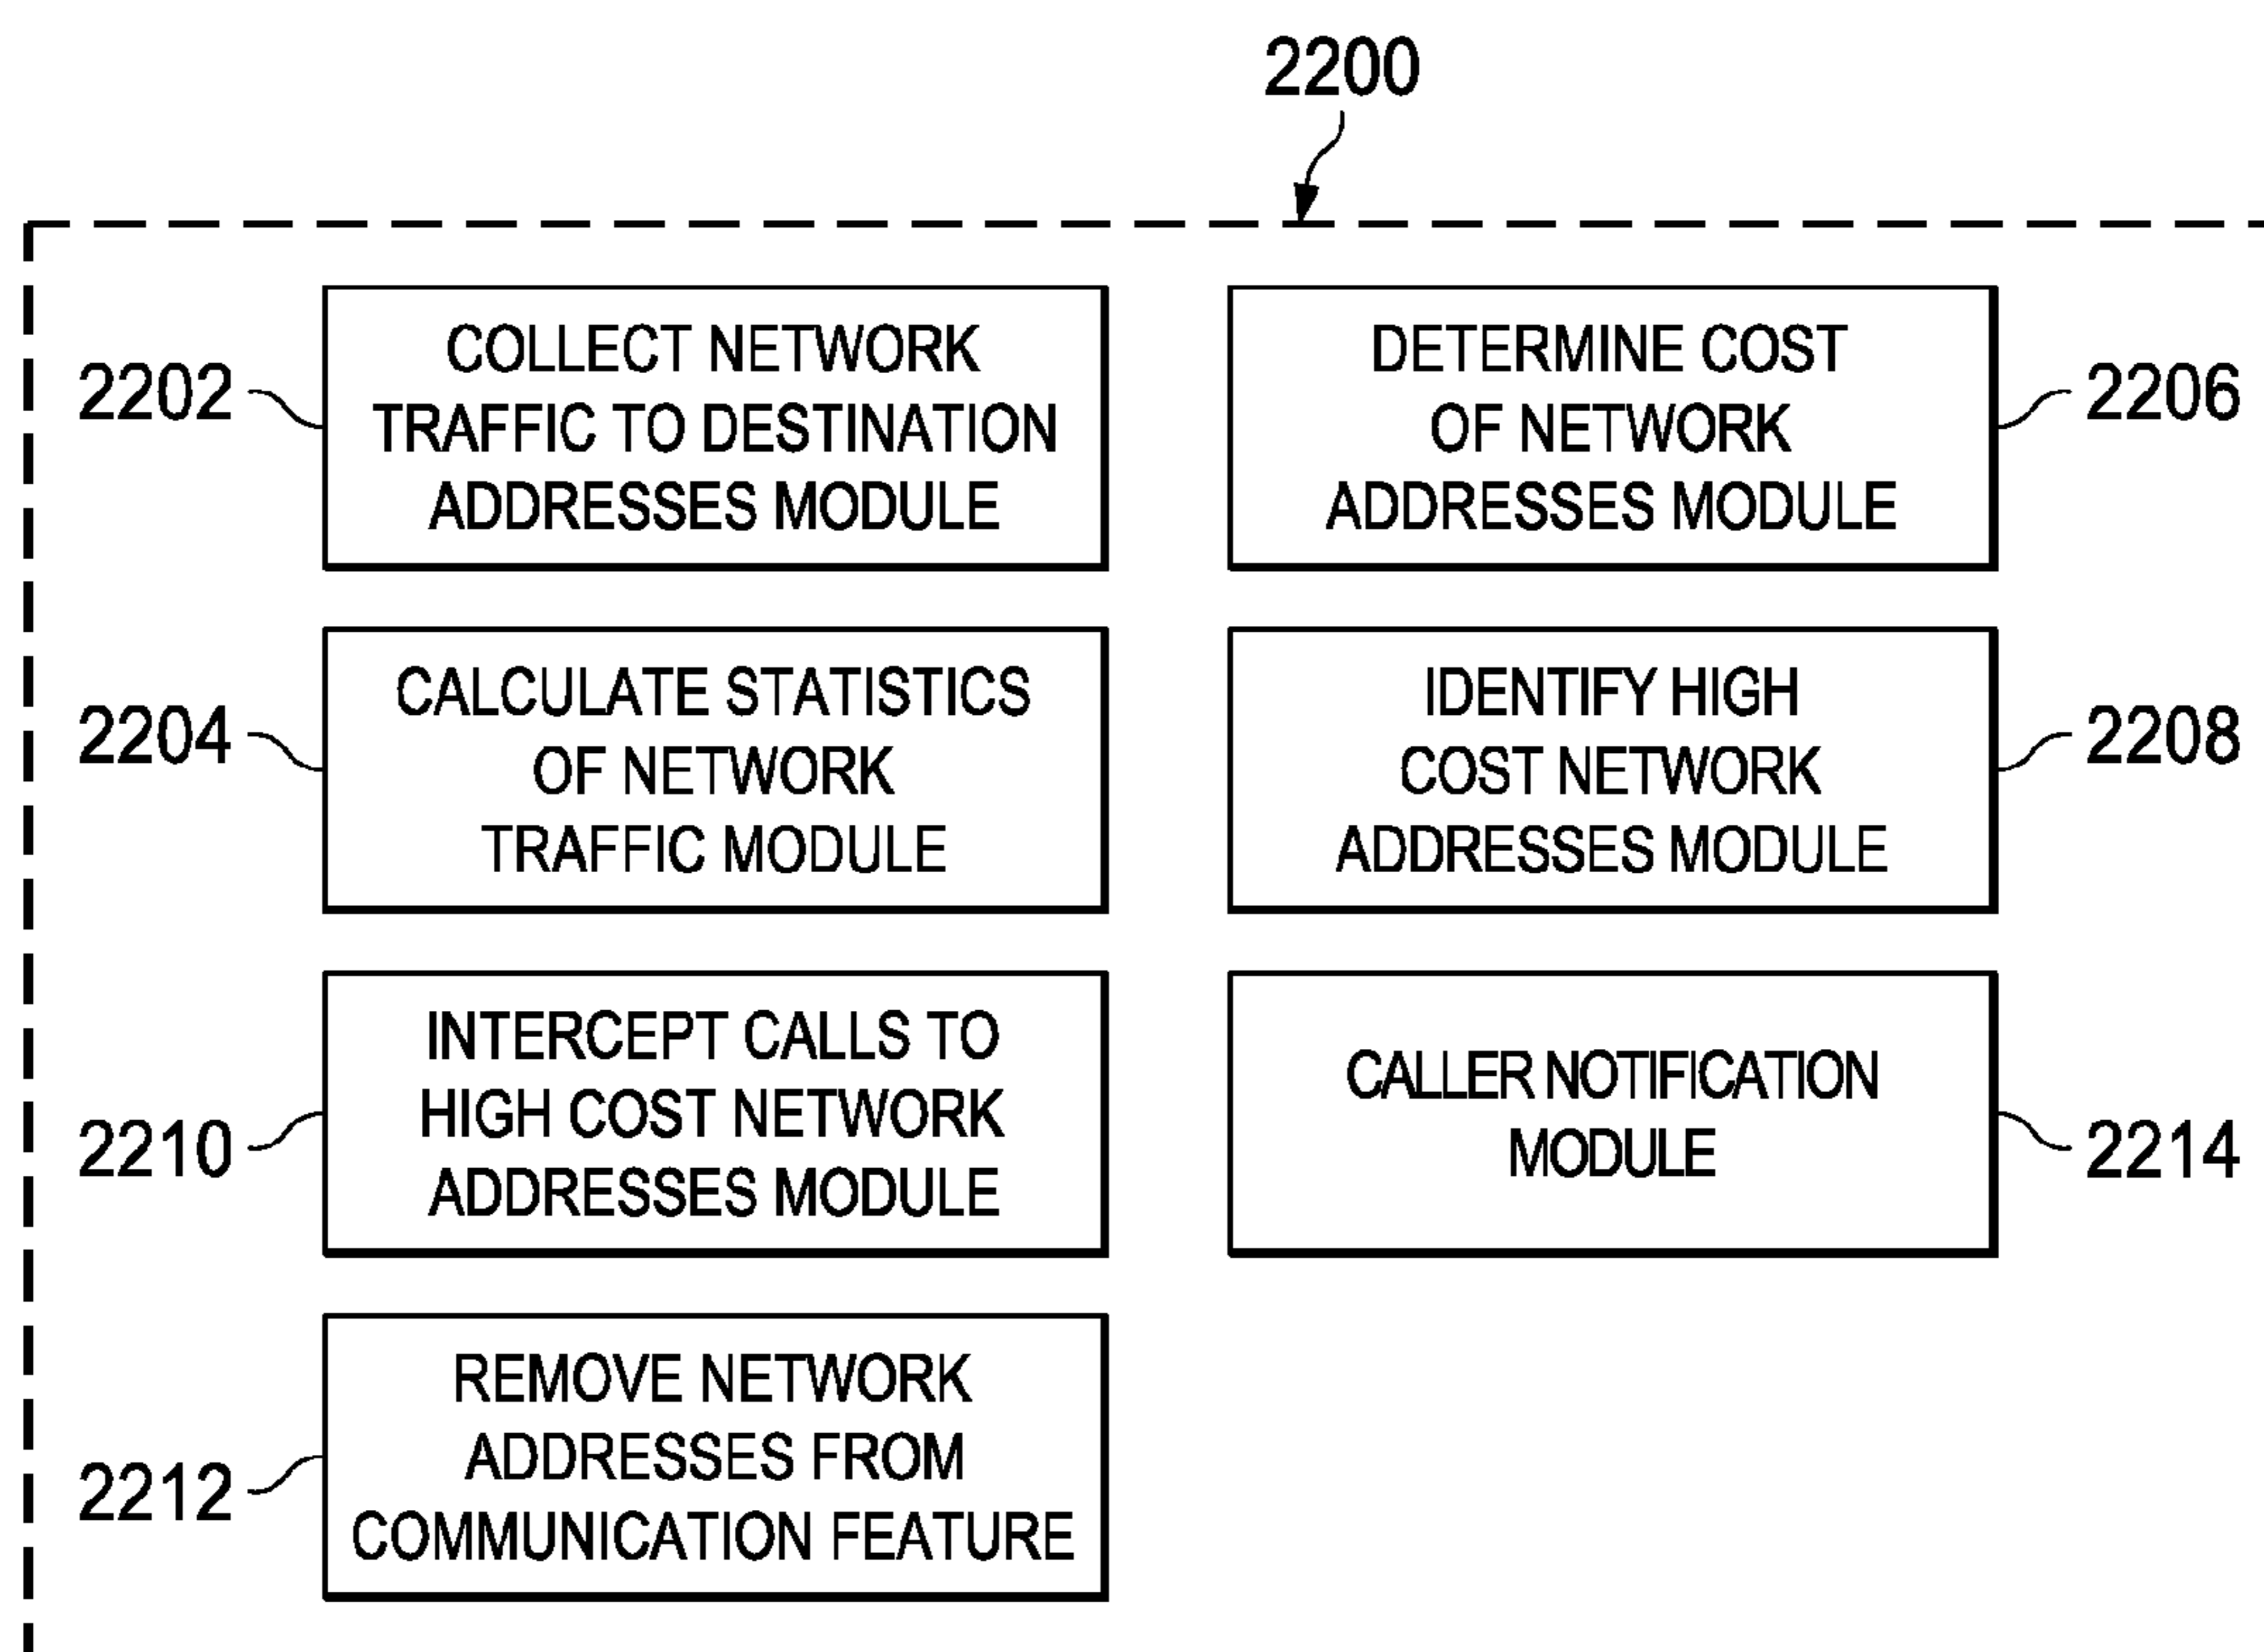 2200
2202
COLLECT NETWORK
TRAFFIC TO DESTINATION
ADDRESSES MODULE
DETERMINE COST
OF NETWORK
ADDRESSES MODULE
2206
2204
CALCULATE STATISTICS
OF NETWORK
TRAFFIC MODULE
IDENTIFY HIGH
COST NETWORK
ADDRESSES MODULE
2208
2210
INTERCEPT CALLS TO
HIGH COST NETWORK
ADDRESSES MODULE
CALLER NOTIFICATION
MODULE
2214
2212
REMOVE NETWORK
ADDRESSES FROM
COMMUNICATION FEATURE